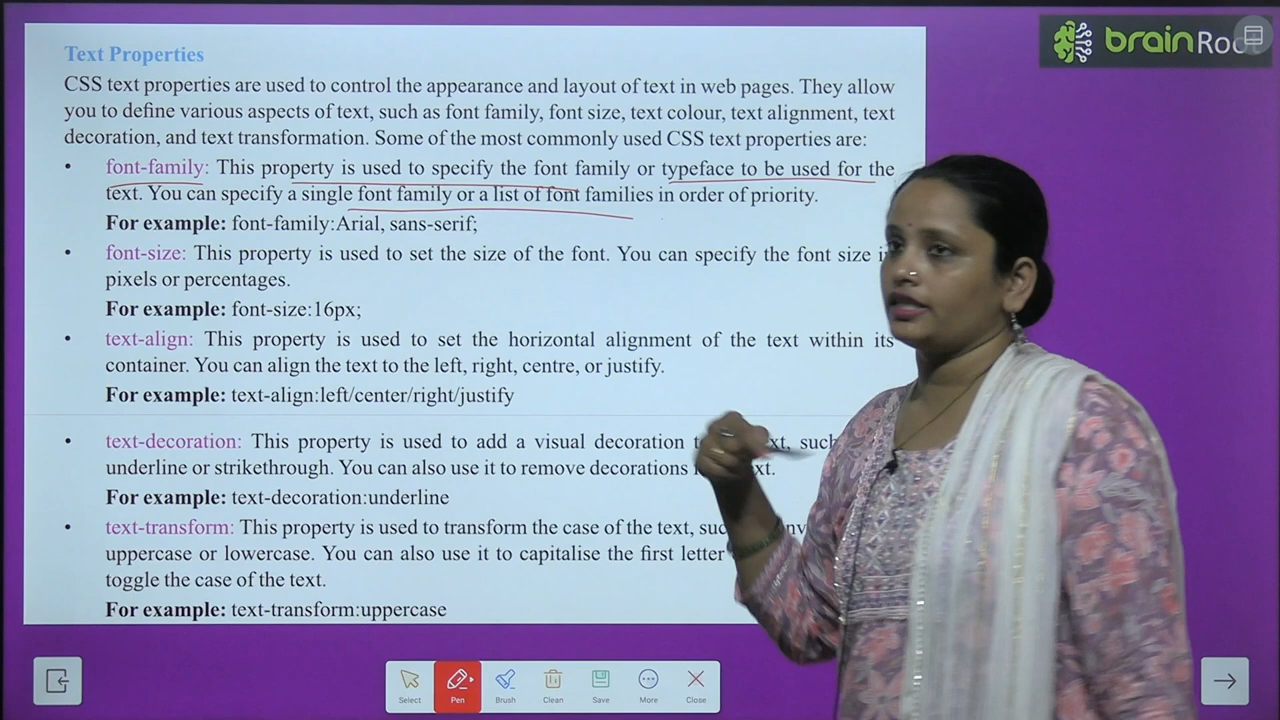 brainRoot
Text Properties
CSS text properties are used to control the appearance and layout of text in web pages. They allow
you to define various aspects of text, such as font family, font size, text colour, text alignment, text
decoration, and text transformation. Some of the most commonly used CSS text properties are:
• font-family: This property is used to specify the font family or typeface to be used for the
text. You can specify a single font family or a list of font families in order of priority.
For example: font-family:Arial, sans-serif;
• font-size: This property is used to set the size of the font. You can specify the font size
pixels or percentages.
For example: font-size:16px;
• text-align: This property is used to set the horizontal alignment of the text within its
container. You can align the text to the left, right, centre, or justify.
For example: text-align:left/center/right/justify
• text-decoration: This property is used to add a visual decoration
underline or strikethrough. You can also use it to remove decorations
For example: text-decoration:underline
• text-transform: This property is used to transform the case of the text,
uppercase or lowercase. You can also use it to capitalise the first letter
toggle the case of the text.
For example: text-transform:uppercase
Select Pen Brush Clean Save More Close